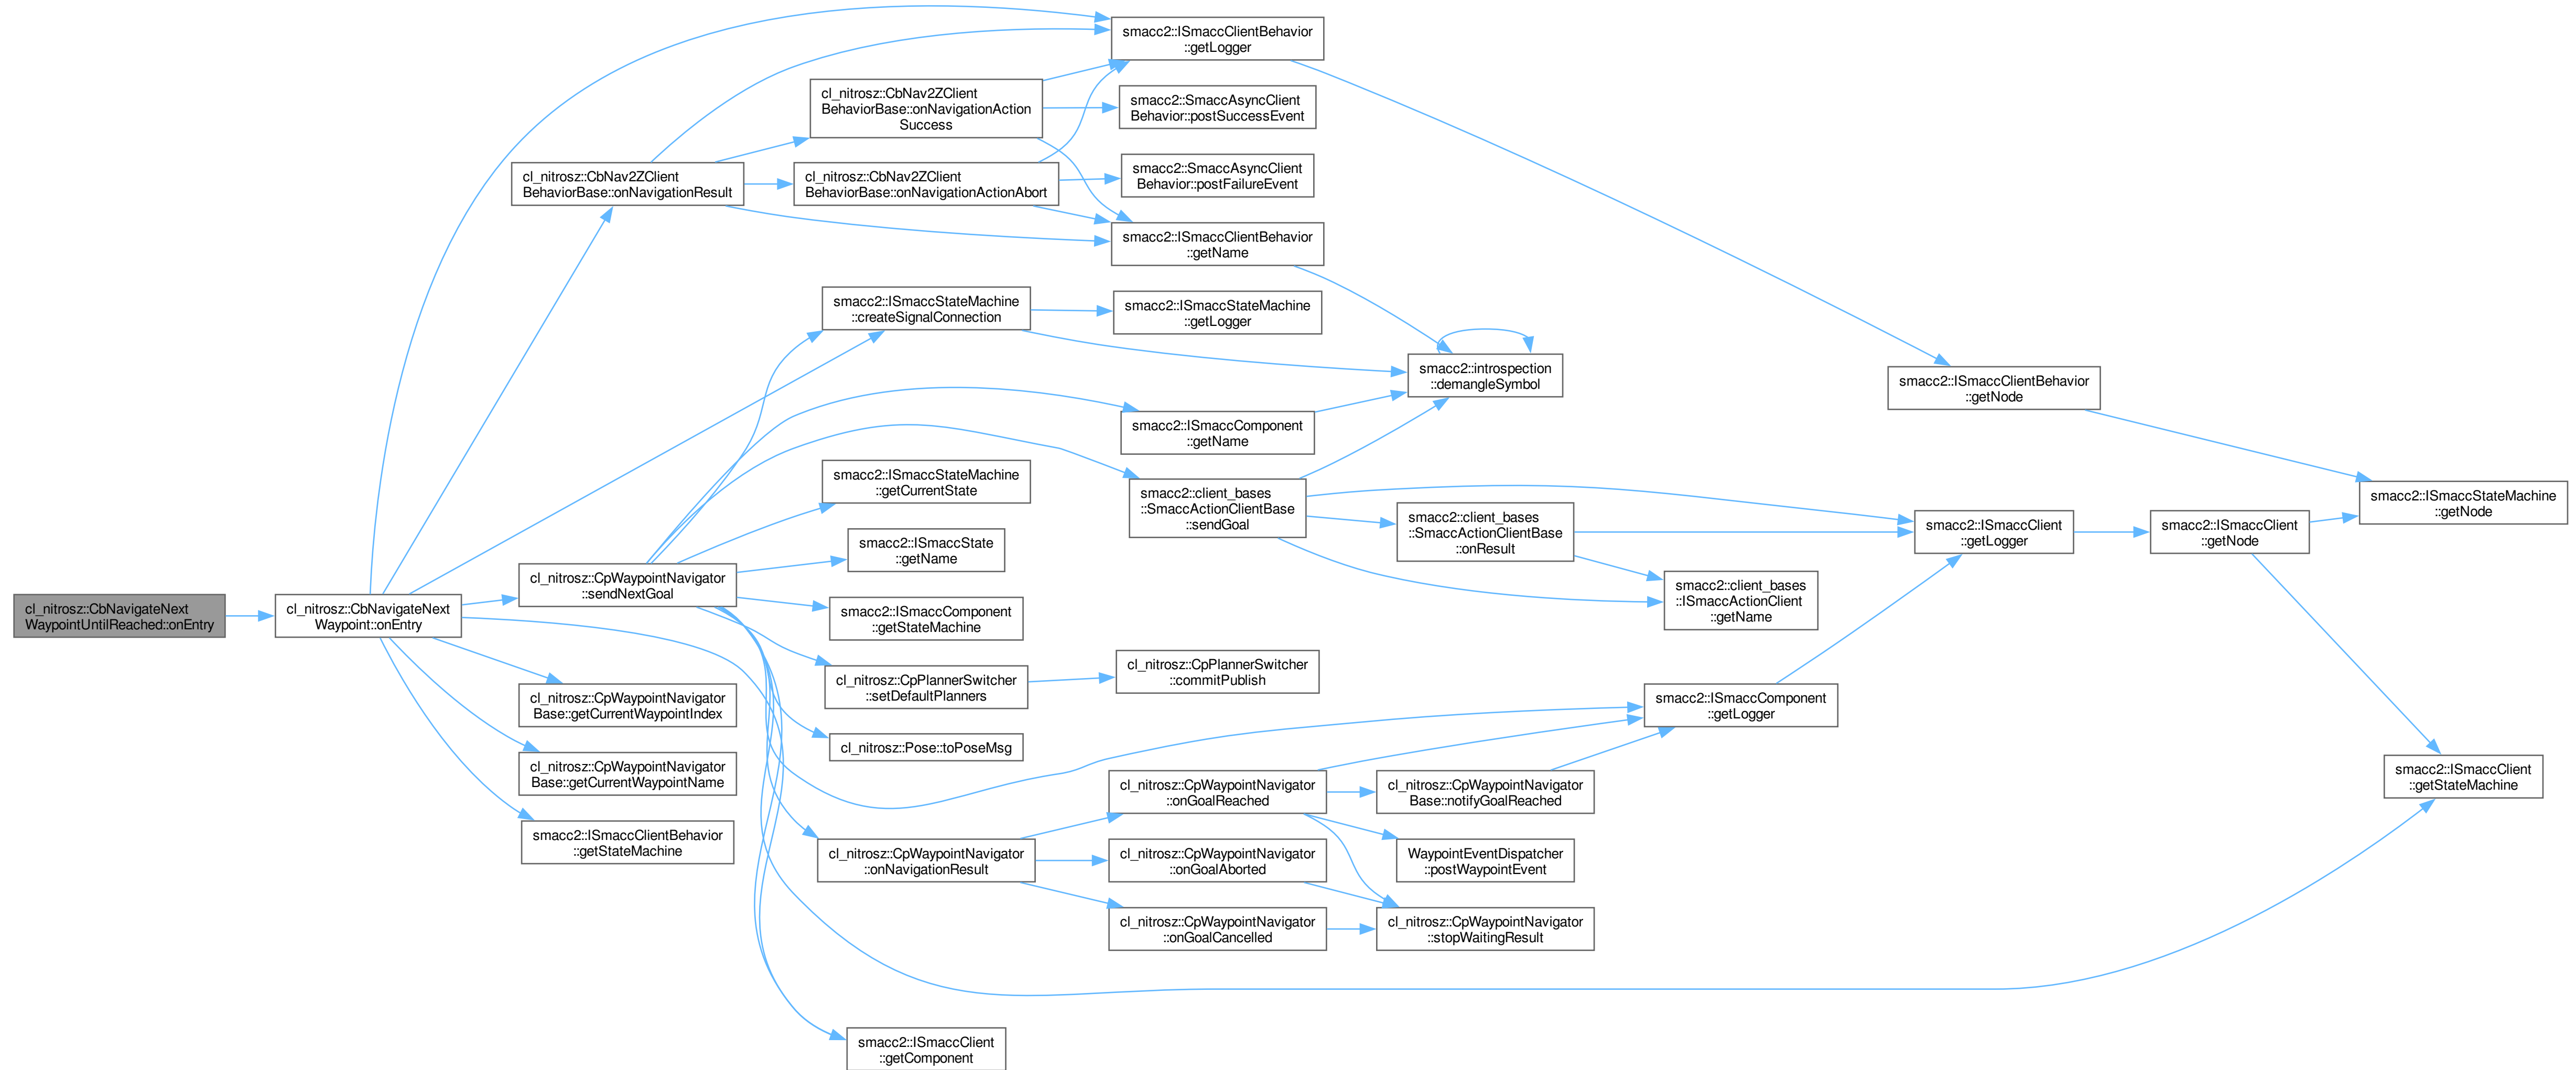 cl_nitrosz::CbNavigateNext
WaypointUntilReached::onEntry
cl_nitrosz::CbNavigateNext
Waypoint::onEntry
cl_nitrosz::CbNav2ZClient
BehaviorBase::onNavigationResult
cl_nitrosz::CpWaypointNavigator
::sendNextGoal
cl_nitrosz::CpWaypointNavigator
Base::getCurrentWaypointIndex
cl_nitrosz::CpWaypointNavigator
Base::getCurrentWaypointName
smacc2::ISmaccClientBehavior
::getStateMachine
cl_nitrosz::CbNav2ZClient
BehaviorBase::onNavigationAction
Success
cl_nitrosz::CbNav2ZClient
BehaviorBase::onNavigationActionAbort
smacc2::ISmaccStateMachine
::createSignalConnection
smacc2::ISmaccStateMachine
::getCurrentState
smacc2::ISmaccState
::getName
smacc2::ISmaccComponent
::getStateMachine
cl_nitrosz::CpPlannerSwitcher
::setDefaultPlanners
cl_nitrosz::Pose::toPoseMsg
cl_nitrosz::CpWaypointNavigator
::onNavigationResult
smacc2::ISmaccClient
::getComponent
smacc2::ISmaccClientBehavior
::getLogger
smacc2::SmaccAsyncClient
Behavior::postSuccessEvent
smacc2::SmaccAsyncClient
Behavior::postFailureEvent
smacc2::ISmaccClientBehavior
::getName
smacc2::ISmaccStateMachine
::getLogger
smacc2::ISmaccComponent
::getName
smacc2::client_bases
::SmaccActionClientBase
::sendGoal
cl_nitrosz::CpPlannerSwitcher
::commitPublish
cl_nitrosz::CpWaypointNavigator
::onGoalReached
cl_nitrosz::CpWaypointNavigator
::onGoalAborted
cl_nitrosz::CpWaypointNavigator
::onGoalCancelled
smacc2::introspection
::demangleSymbol
smacc2::client_bases
::SmaccActionClientBase
::onResult
cl_nitrosz::CpWaypointNavigator
Base::notifyGoalReached
WaypointEventDispatcher
::postWaypointEvent
cl_nitrosz::CpWaypointNavigator
::stopWaitingResult
smacc2::client_bases
::ISmaccActionClient
::getName
smacc2::ISmaccComponent
::getLogger
smacc2::ISmaccClientBehavior
::getNode
smacc2::ISmaccClient
::getLogger
smacc2::ISmaccClient
::getNode
smacc2::ISmaccStateMachine
::getNode
smacc2::ISmaccClient
::getStateMachine